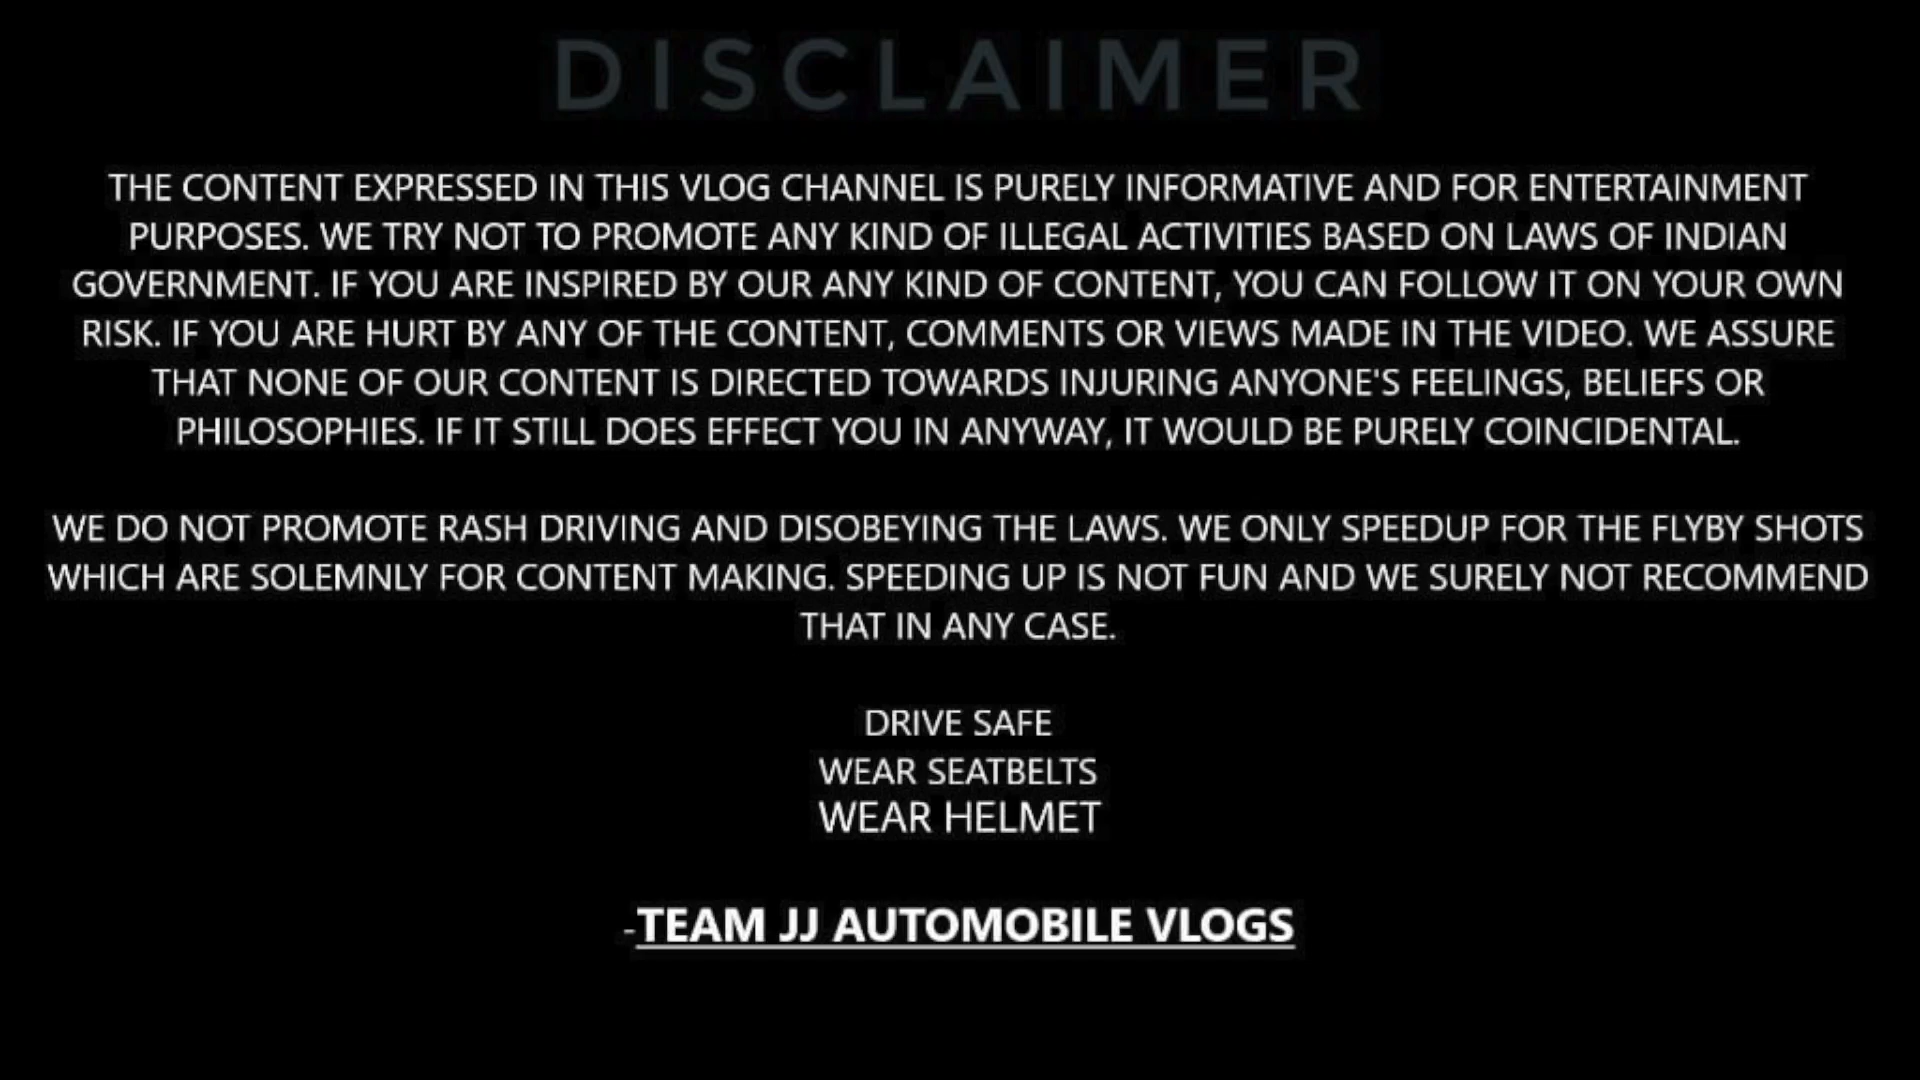 DISCLAIMER
THE CONTENT EXPRESSED IN THIS VLOG CHANNEL IS PURELY INFORMATIVE AND FOR ENTERTAINMENT
PURPOSES. WE TRY NOT TO PROMOTE ANY KIND OF ILLEGAL ACTIVITIES BASED ON LAWS OF INDIAN
GOVERNMENT. IF YOU ARE INSPIRED BY OUR ANY KIND OF CONTENT, YOU CAN FOLLOW IT ON YOUR OWN
RISK. IF YOU ARE HURT BY ANY OF THE CONTENT, COMMENTS OR VIEWS MADE IN THE VIDEO. WE ASSURE
THAT NONE OF OUR CONTENT IS DIRECTED TOWARDS INJURING ANYONE'S FEELINGS, BELIEFS OR
PHILOSOPHIES. IF IT STILL DOES EFFECT YOU IN ANYWAY, IT WOULD BE PURELY COINCIDENTAL.
WE DO NOT PROMOTE RASH DRIVING AND DISOBEYING THE LAWS. WE ONLY SPEEDUP FOR THE FLYBY SHOTS
WHICH ARE SOLEMNLY FOR CONTENT MAKING. SPEEDING UP IS NOT FUN AND WE SURELY NOT RECOMMEND
THAT IN ANY CASE.
DRIVE SAFE
WEAR SEATBELTS
WEAR HELMET
-TEAM JJ AUTOMOBILE VLOGS